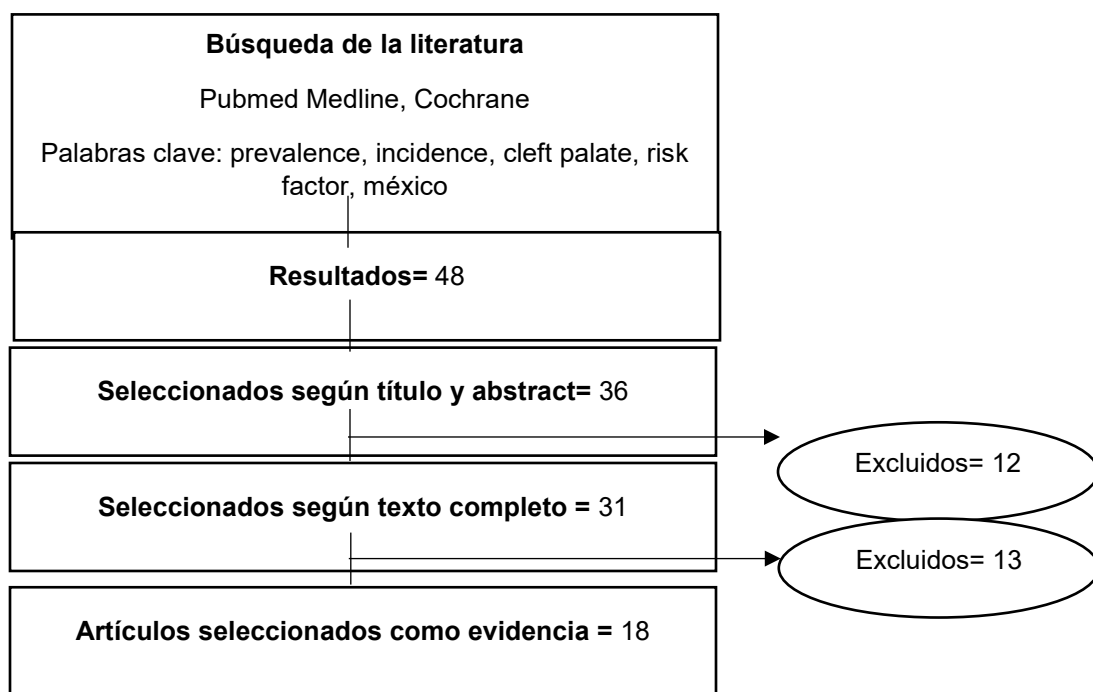 Búsqueda de la literatura
Pubmed Medline, Cochrane
Palabras clave: prevalence, incidence, cleft palate, risk
factor, méxico
Resultados= 48
Seleccionados según título y abstract= 36
Excluidos= 12
Seleccionados según texto completo = 31
Excluidos= 13
Artículos seleccionados como evidencia = 18